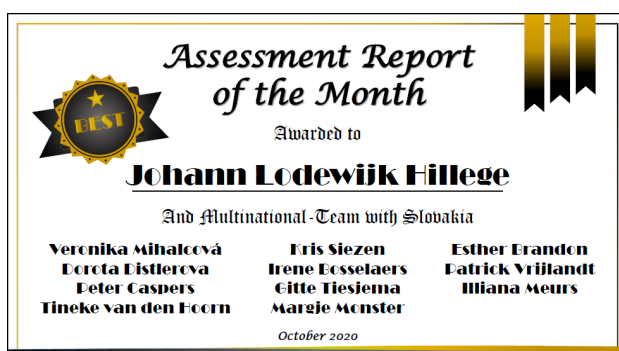 Assessment Report
of the Month
BEST
Awarded to
Johann Lodewijk Hillege
And Multinational-Team with Slovakia
Veronika Mihalcová Kris Siezen Esther Brandon
Dorota Distlerova Irene Bosselaers Patrick Vrijlandt
Peter Caspers Gitte Tiesjema Illiana Meurs
Tineke van den Hoorn Margje Monster
October 2020